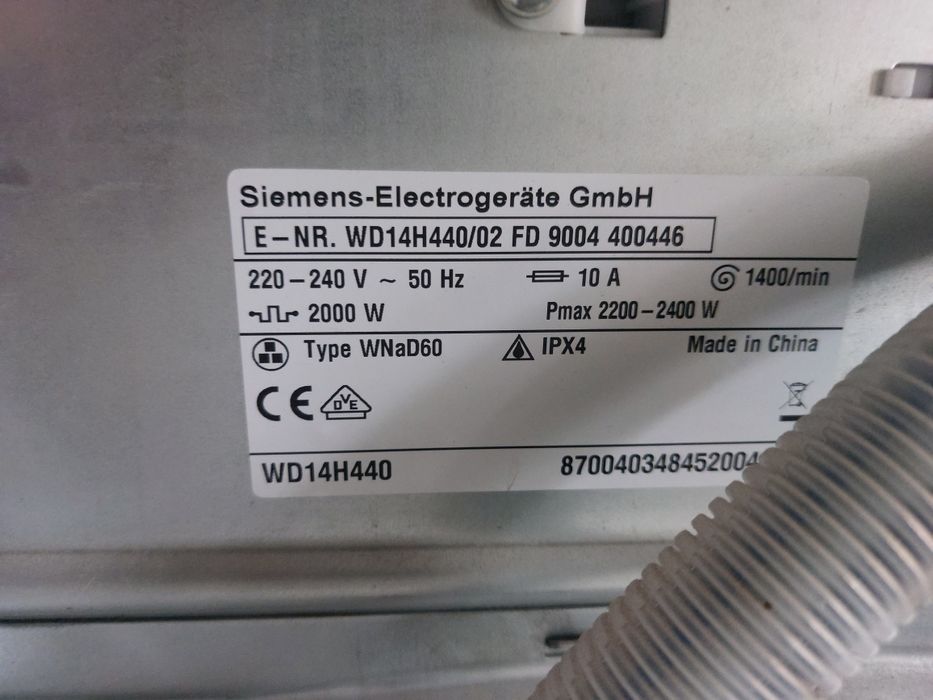 Siemens-Electrogeräte GmbH
E-NR. WD14H440/02 FD 9004 400446
220-240 V ~ 50 Hz 10 A 1400/min
2000 W Pmax 2200-2400 W
Type WNaD60 IPX4 Made in China
CE DVE
WD14H440 870040348452004